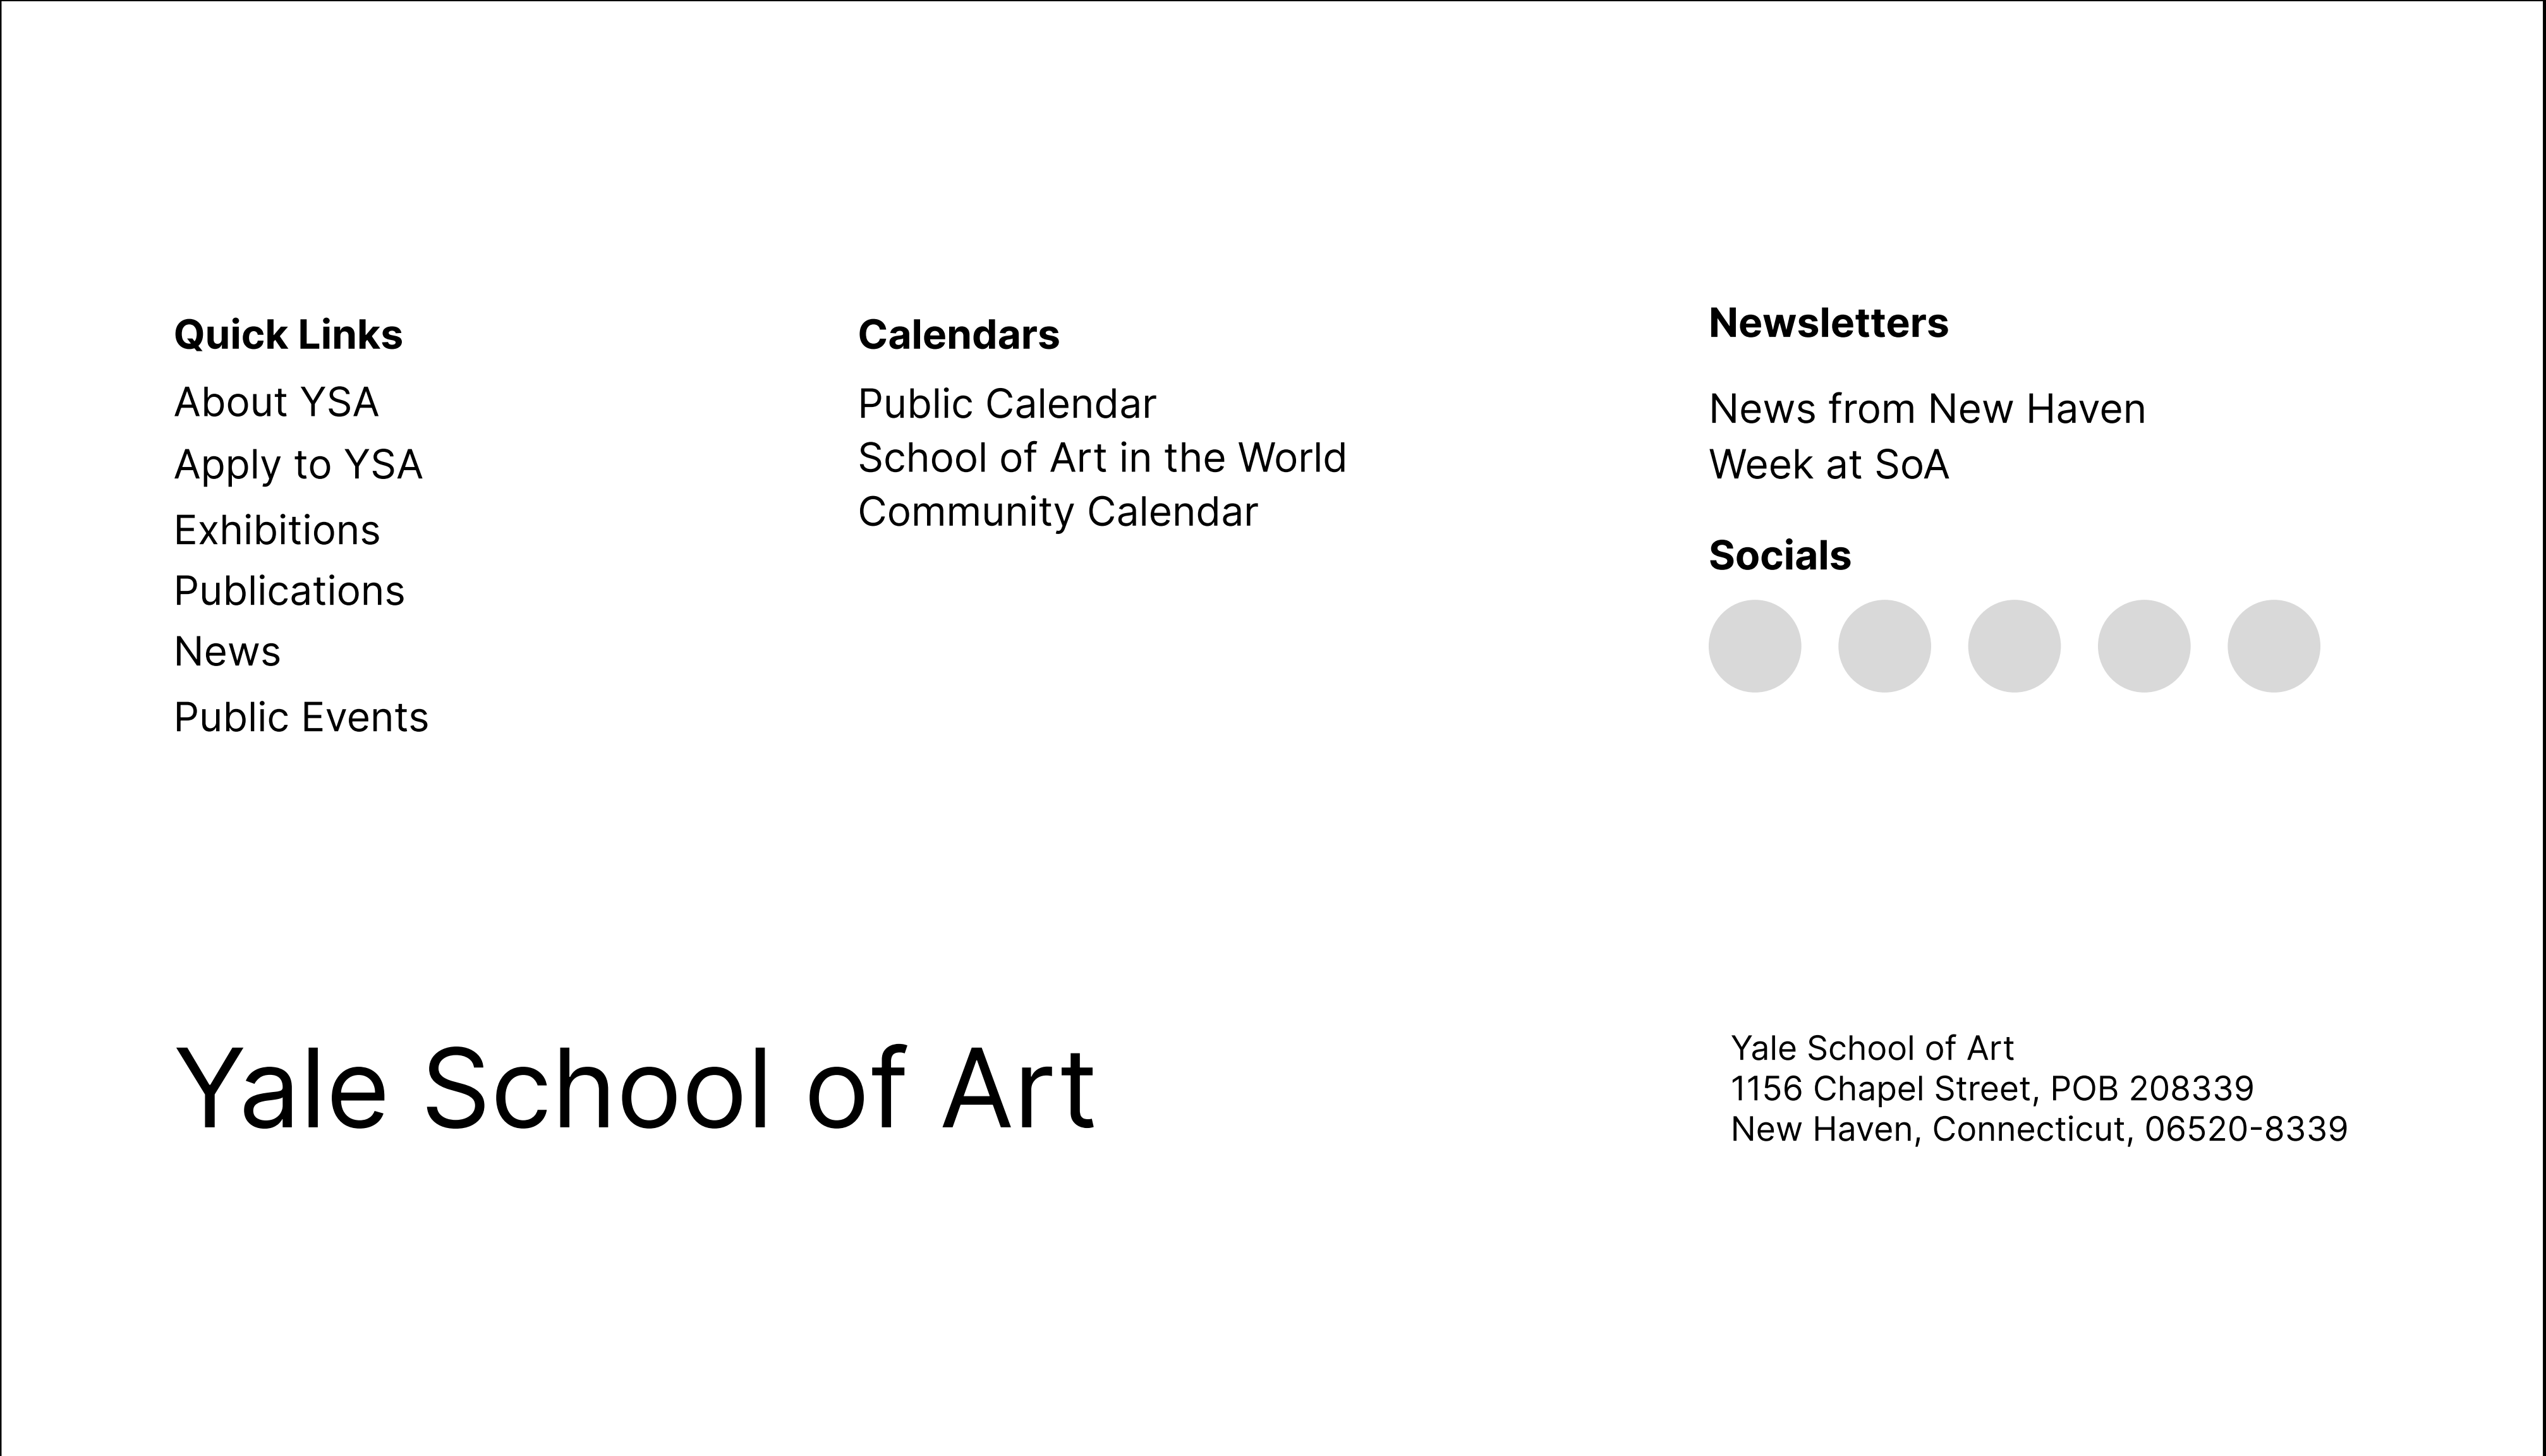 Quick Links
About YSA
Apply to YSA
Exhibitions
Publications
News
Public Events
Calendars
Public Calendar
School of Art in the World
Community Calendar
Newsletters
News from New Haven
Week at SoA
Socials
Yale School of Art
Yale School of Art
1156 Chapel Street, POB 208339
New Haven, Connecticut, 06520-8339